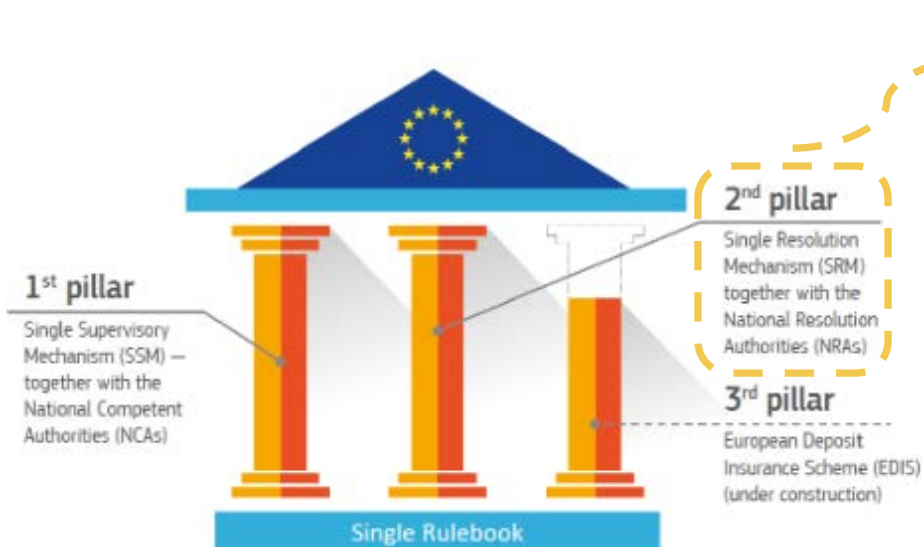 1st pillar
Single Supervisory
Mechanism (SSM) —
together with the
National Competent
Authorities (NCAs)
2nd pillar
Single Resolution
Mechanism (SRM)
together with the
National Resolution
Authorities (NRAs)
3rd pillar
European Deposit
Insurance Scheme (EDIS)
(under construction)
Single Rulebook